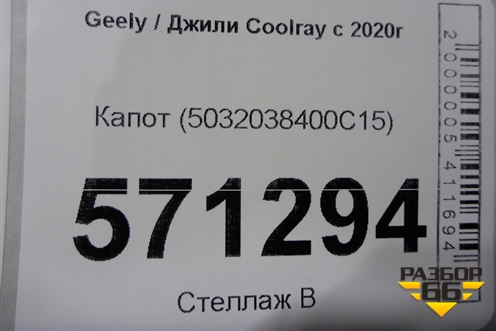 Geely / Джили Coolray с 2020г
Капот (5032038400C15)
571294
Стеллаж В
2000005411694
РАЗБОР
66